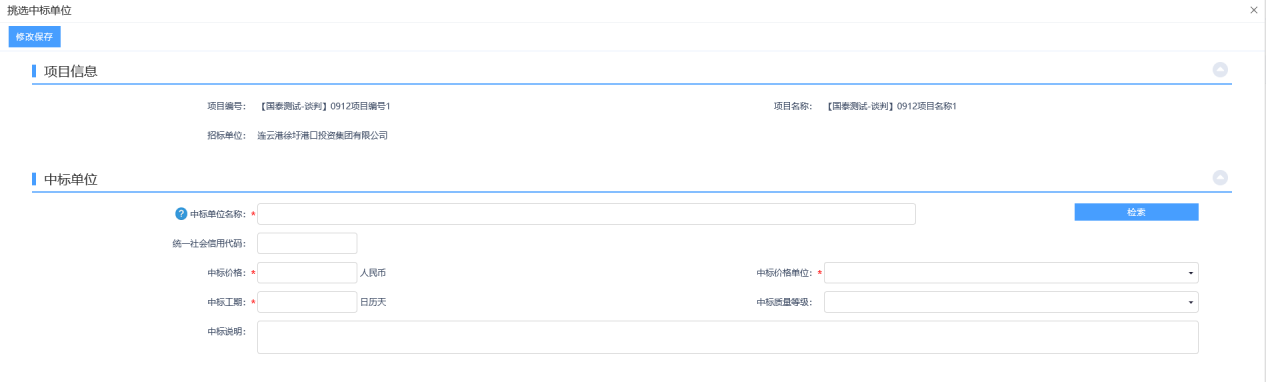 挑选中标单位
修改保存
项目信息
项目编号： 【国泰测试-谈判】0912项目编号1 项目名称： 【国泰测试-谈判】0912项目名称1
招标单位： 连云港徐圩港口投资集团有限公司
中标单位
? 中标单位名称：* 检索
统一社会信用代码：
中标价格：* 人民币 中标价格单位：*
中标工期：* 日历天 中标质量等级：
中标说明：